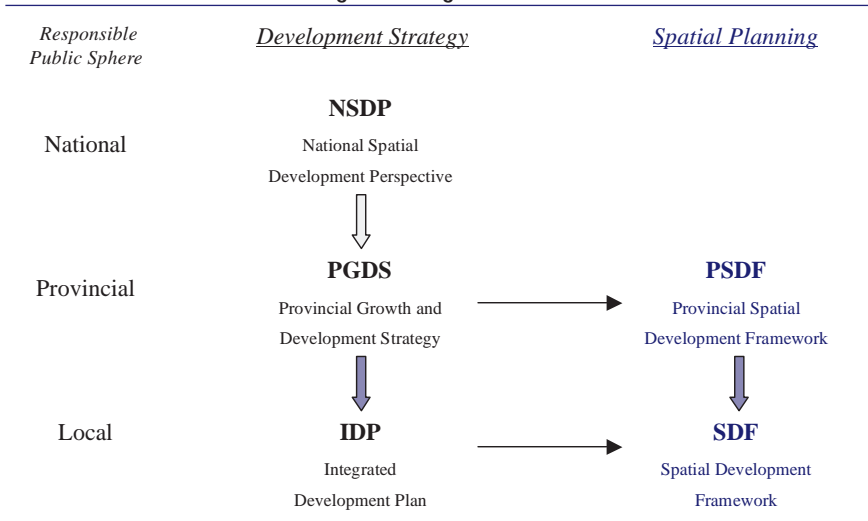 Responsible
Public Sphere
Development Strategy
Spatial Planning
National
NSDP
National Spatial
Development Perspective
Provincial
PGDS
Provincial Growth and
Development Strategy
PSDF
Provincial Spatial
Development Framework
Local
IDP
Integrated
Development Plan
SDF
Spatial Development
Framework